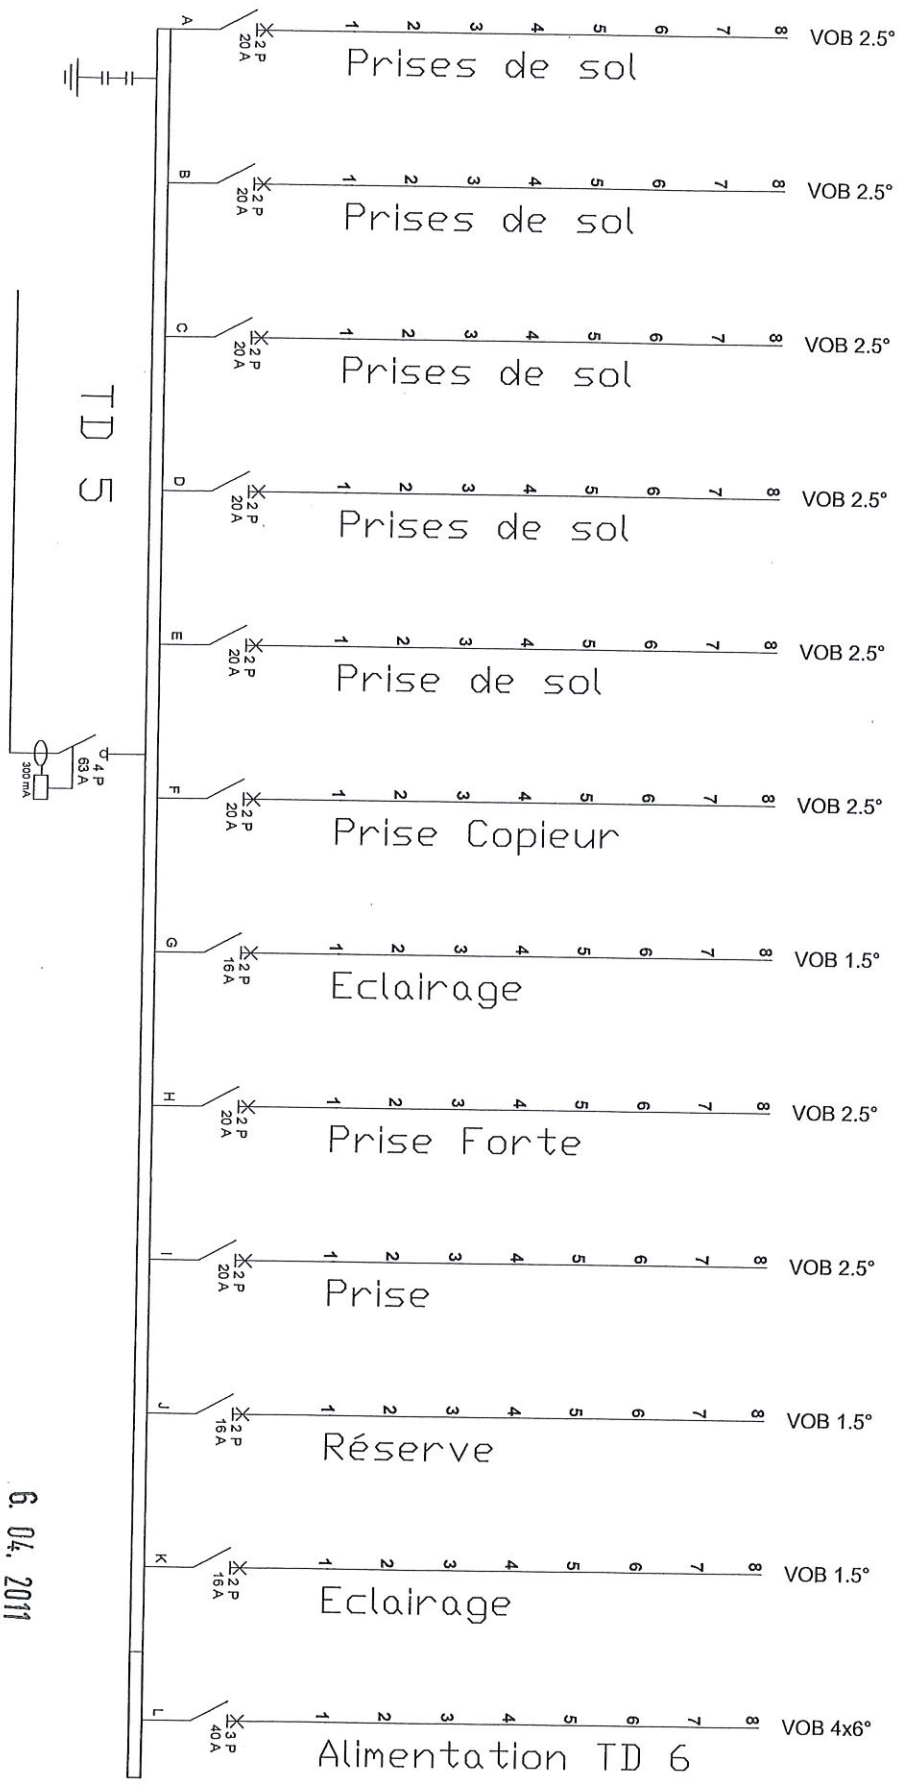 A
2 P
20 A
1 2 3 4 5 6 7 8
VOB 2.5°
Prises de sol
B
2 P
20 A
1 2 3 4 5 6 7 8
VOB 2.5°
Prises de sol
C
2 P
20 A
1 2 3 4 5 6 7 8
VOB 2.5°
Prises de sol
D
2 P
20 A
1 2 3 4 5 6 7 8
VOB 2.5°
Prises de sol
E
2 P
20 A
1 2 3 4 5 6 7 8
VOB 2.5°
Prise de sol
TD 5
4 P
63 A
300 mA
F
2 P
20 A
1 2 3 4 5 6 7 8
VOB 2.5°
Prise Copieur
G
2 P
16 A
1 2 3 4 5 6 7 8
VOB 1.5°
Eclairage
H
2 P
20 A
1 2 3 4 5 6 7 8
VOB 2.5°
Prise Forte
I
2 P
20 A
1 2 3 4 5 6 7 8
VOB 2.5°
Prise
J
2 P
16 A
1 2 3 4 5 6 7 8
VOB 1.5°
Réserve
K
2 P
16 A
1 2 3 4 5 6 7 8
VOB 1.5°
Eclairage
L
3 P
40 A
1 2 3 4 5 6 7 8
VOB 4x6°
Alimentation TD 6
6. 04. 2011